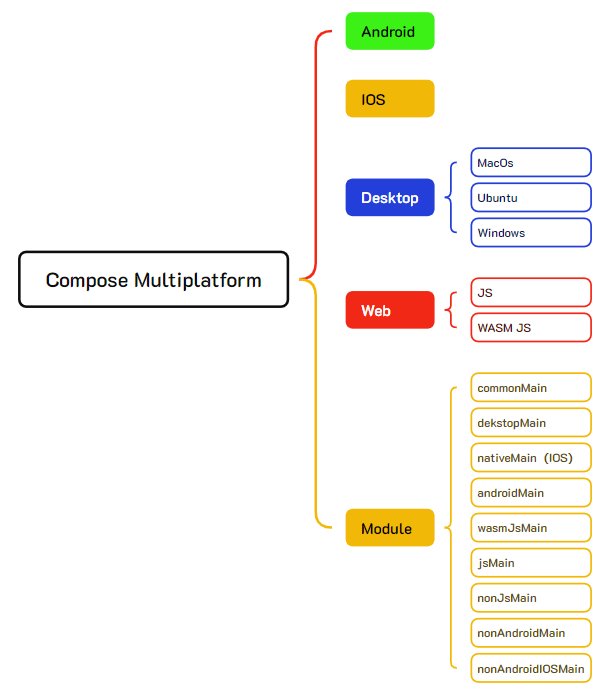 Compose Multiplatform
Android
IOS
Desktop
MacOs
Ubuntu
Windows
Web
JS
WASM JS
Module
commonMain
dekstopMain
nativeMain（IOS）
androidMain
wasmJsMain
jsMain
nonJsMain
nonAndroidMain
nonAndroidIOSMain